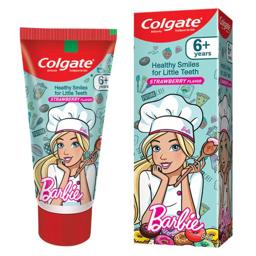 Colgate
6+
years
Healthy Smiles
for Little Teeth
STRAWBERRY FLAVOR
Barbie
Colgate
6+
years
Healthy Smiles
for Little Teeth
STRAWBERRY FLAVOR
Barbie